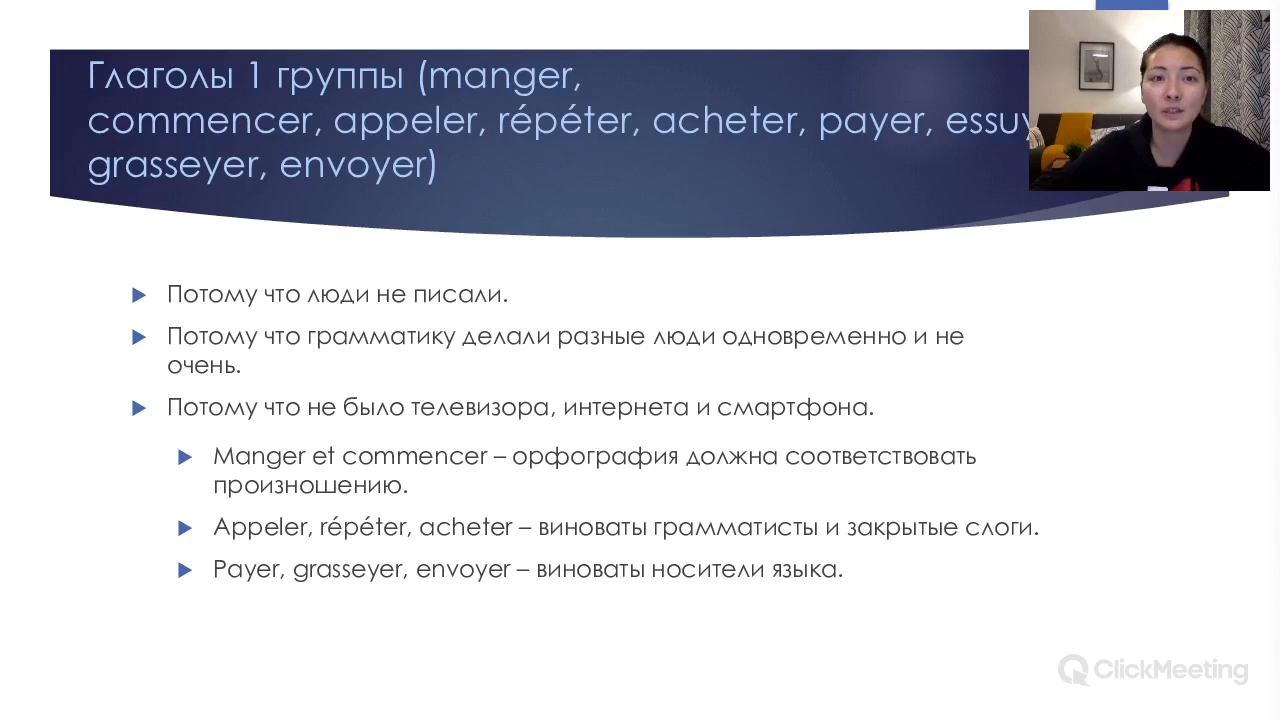 Глаголы 1 группы (manger,
commencer, appeler, répéter, acheter, payer,
grasseyer, envoyer)
Потому что люди не писали.
Потому что грамматику делали разные люди одновременно и не
очень.
Потому что не было телевизора, интернета и смартфона.
Manger et commencer – орфография должна соответствовать
произношению.
Appeler, répéter, acheter – виноваты грамматисты и закрытые слоги.
Payer, grasseyer, envoyer – виноваты носители языка.
ClickMeeting